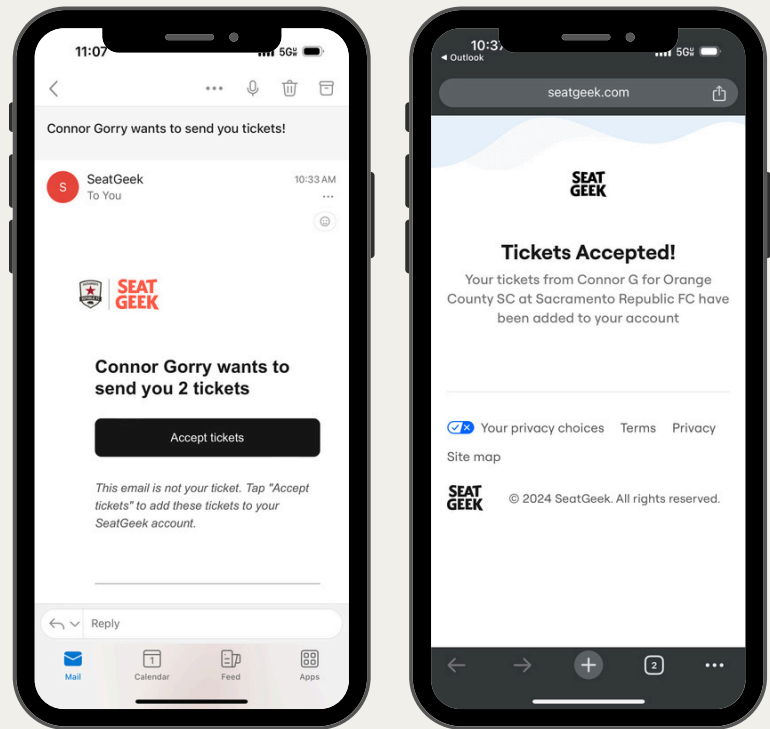 11:07
5G
Connor Gorry wants to send you tickets!
S
SeatGeek
10:33 AM
To You
SEAT
GEEK
Connor Gorry wants to
send you 2 tickets
Accept tickets
This email is not your ticket. Tap "Accept
tickets" to add these tickets to your
SeatGeek account.
Reply
1
Mail
Calendar
Feed
Apps
10:3
5G
Outlook
seatgeek.com
SEAT
GEEK
Tickets Accepted!
Your tickets from Connor G for Orange
County SC at Sacramento Republic FC have
been added to your account
Your privacy choices
Terms
Privacy
Site map
SEAT
GEEK
© 2024 SeatGeek. All rights reserved.
2